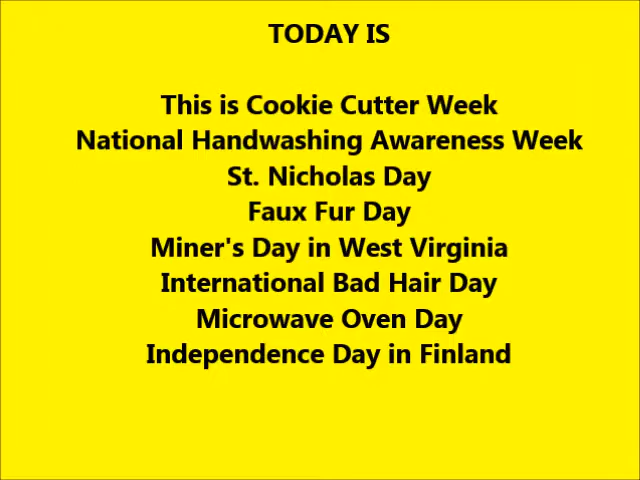 TODAY IS
This is Cookie Cutter Week
National Handwashing Awareness Week
St. Nicholas Day
Faux Fur Day
Miner's Day in West Virginia
International Bad Hair Day
Microwave Oven Day
Independence Day in Finland